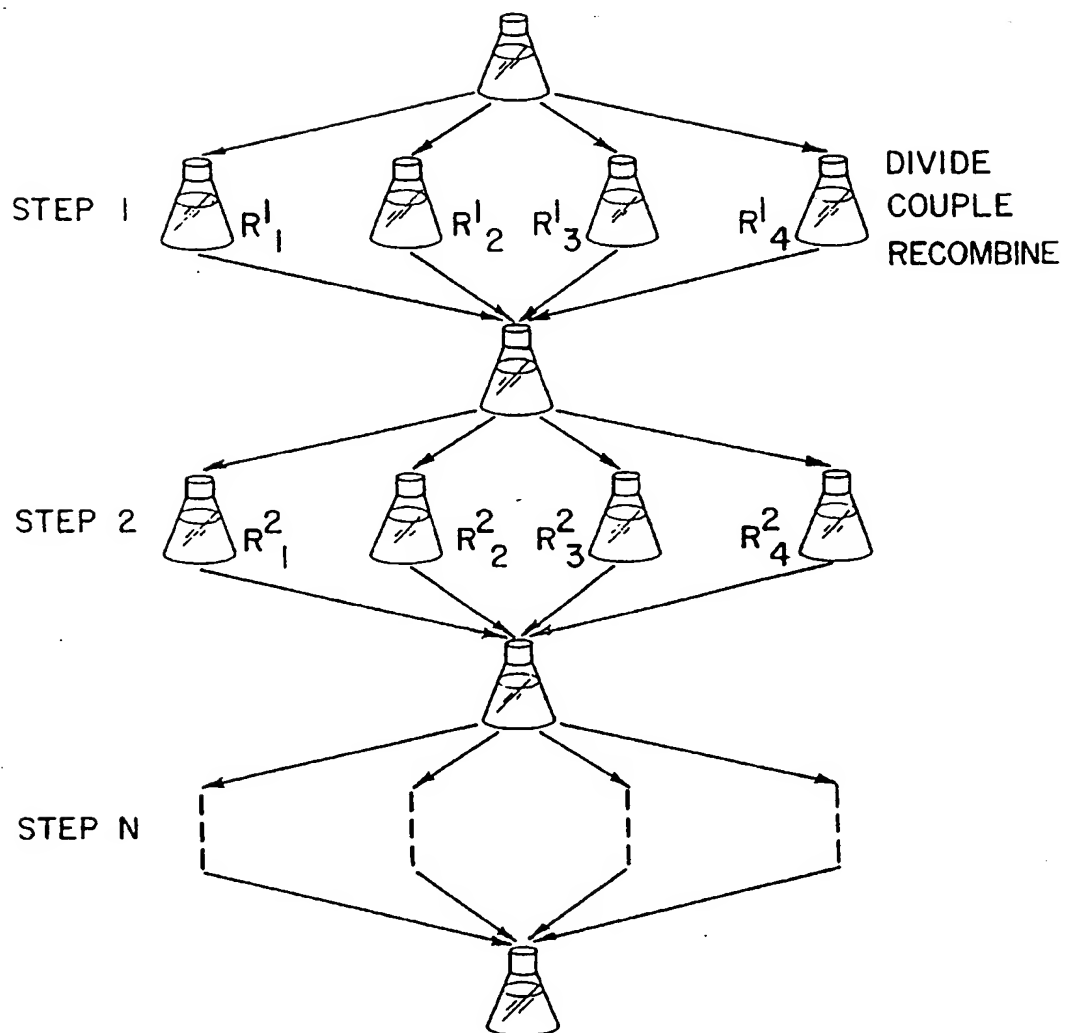 DIVIDE
COUPLE
RECOMBINE
STEP 1
R¹₁ R¹₂ R¹₃ R¹₄
STEP 2
R²₁ R²₂ R²₃ R²₄
STEP N